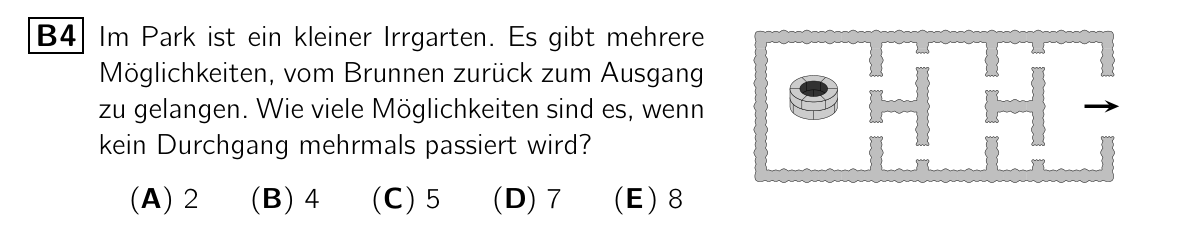 B4 Im Park ist ein kleiner Irrgarten. Es gibt mehrere
Möglichkeiten, vom Brunnen zurück zum Ausgang
zu gelangen. Wie viele Möglichkeiten sind es, wenn
kein Durchgang mehrmals passiert wird?
(A) 2 (B) 4 (C) 5 (D) 7 (E) 8